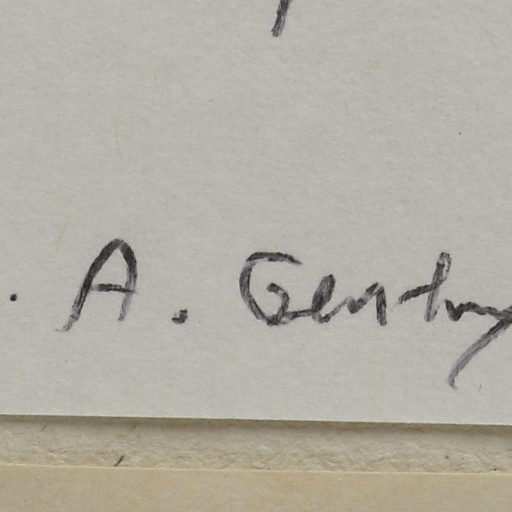 . A. Gentry